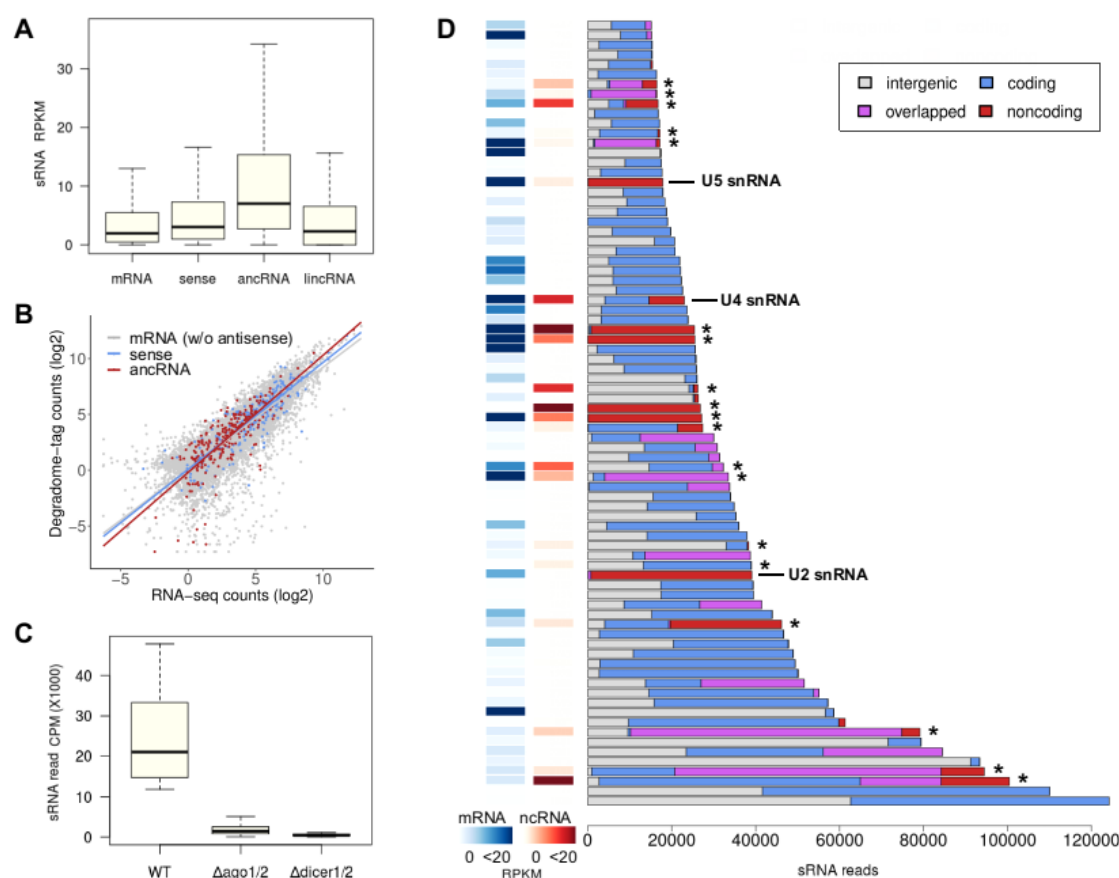 A
sRNA RPKM
30
20
10
0
mRNA sense ancRNA lincRNA
B
mRNA (w/o antisense)
sense
ancRNA
Degradome−tag counts (log2)
10
5
0
−5
−5 0 5 10
RNA−seq counts (log2)
C
sRNA read CPM (X1000)
40
30
20
10
0
WT Δago1/2 Δdicer1/2
D
intergenic coding
overlapped noncoding
*
*
*
*
*
U5 snRNA
U4 snRNA
*
*
*
*
*
*
*
*
*
*
U2 snRNA
*
*
*
*
mRNA ncRNA
0 <20 0 <20
RPKM
0 20000 40000 60000 80000 100000 120000
sRNA reads